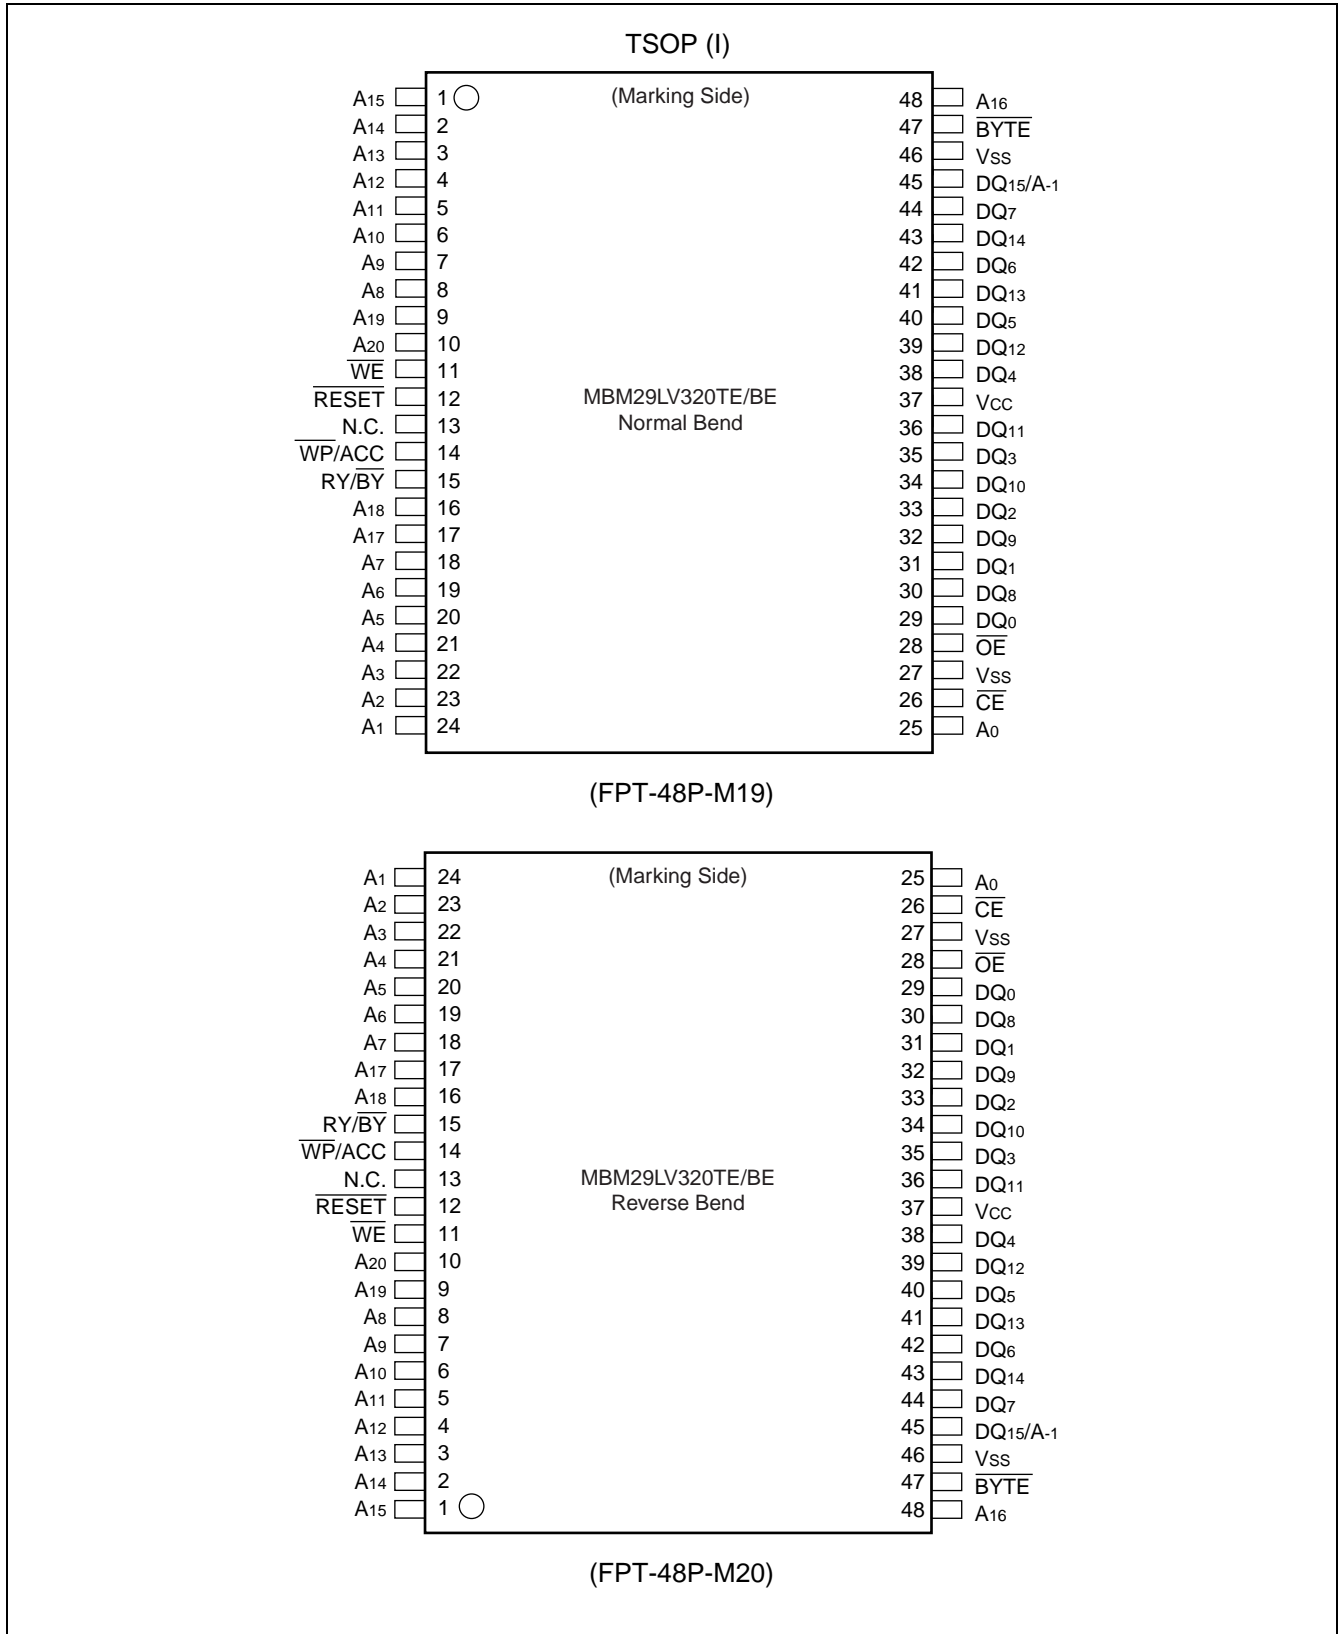 TSOP (I)
(Marking Side)
A15 1 48 A16
A14 2 47 BYTE
A13 3 46 VSS
A12 4 45 DQ15/A-1
A11 5 44 DQ7
A10 6 43 DQ14
A9 7 42 DQ6
A8 8 41 DQ13
A19 9 40 DQ5
A20 10 39 DQ12
WE 11 38 DQ4
RESET 12 37 VCC
N.C. 13 36 DQ11
WP/ACC 14 35 DQ3
RY/BY 15 34 DQ10
A18 16 33 DQ2
A17 17 32 DQ9
A7 18 31 DQ1
A6 19 30 DQ8
A5 20 29 DQ0
A4 21 28 OE
A3 22 27 VSS
A2 23 26 CE
A1 24 25 A0
MBM29LV320TE/BE
Normal Bend
(FPT-48P-M19)
(Marking Side)
A1 24 25 A0
A2 23 26 CE
A3 22 27 VSS
A4 21 28 OE
A5 20 29 DQ0
A6 19 30 DQ8
A7 18 31 DQ1
A17 17 32 DQ9
A18 16 33 DQ2
RY/BY 15 34 DQ10
WP/ACC 14 35 DQ3
N.C. 13 36 DQ11
RESET 12 37 VCC
WE 11 38 DQ4
A20 10 39 DQ12
A19 9 40 DQ5
A8 8 41 DQ13
A9 7 42 DQ6
A10 6 43 DQ14
A11 5 44 DQ7
A12 4 45 DQ15/A-1
A13 3 46 VSS
A14 2 47 BYTE
A15 1 48 A16
MBM29LV320TE/BE
Reverse Bend
(FPT-48P-M20)